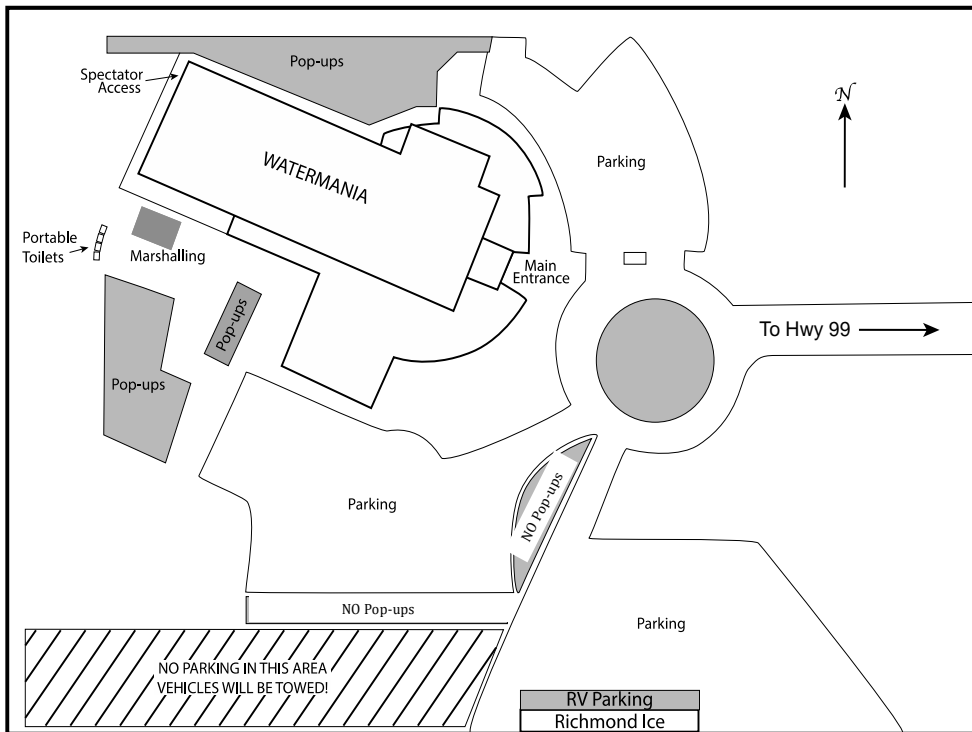 Pop-ups
Spectator
Access
N
Parking
WATERMANIA
Portable
Toilets
Marshalling
Main
Entrance
Pop-ups
To Hwy 99
Pop-ups
Parking
NO Pop-ups
NO Pop-ups
Parking
NO PARKING IN THIS AREA
VEHICLES WILL BE TOWED!
RV Parking
Richmond Ice